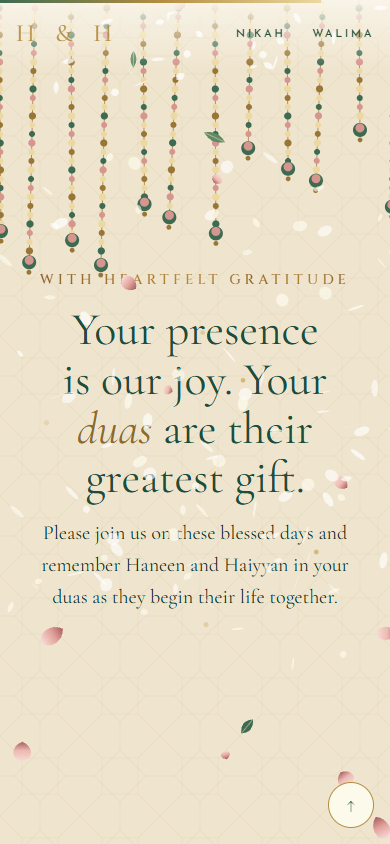 H & H
NIKAH WALIMA
WITH HEARTFELT GRATITUDE
Your presence
is our joy. Your
duas are their
greatest gift.
Please join us on these blessed days and
remember Haneen and Haiyyan in your
duas as they begin their life together.
↑